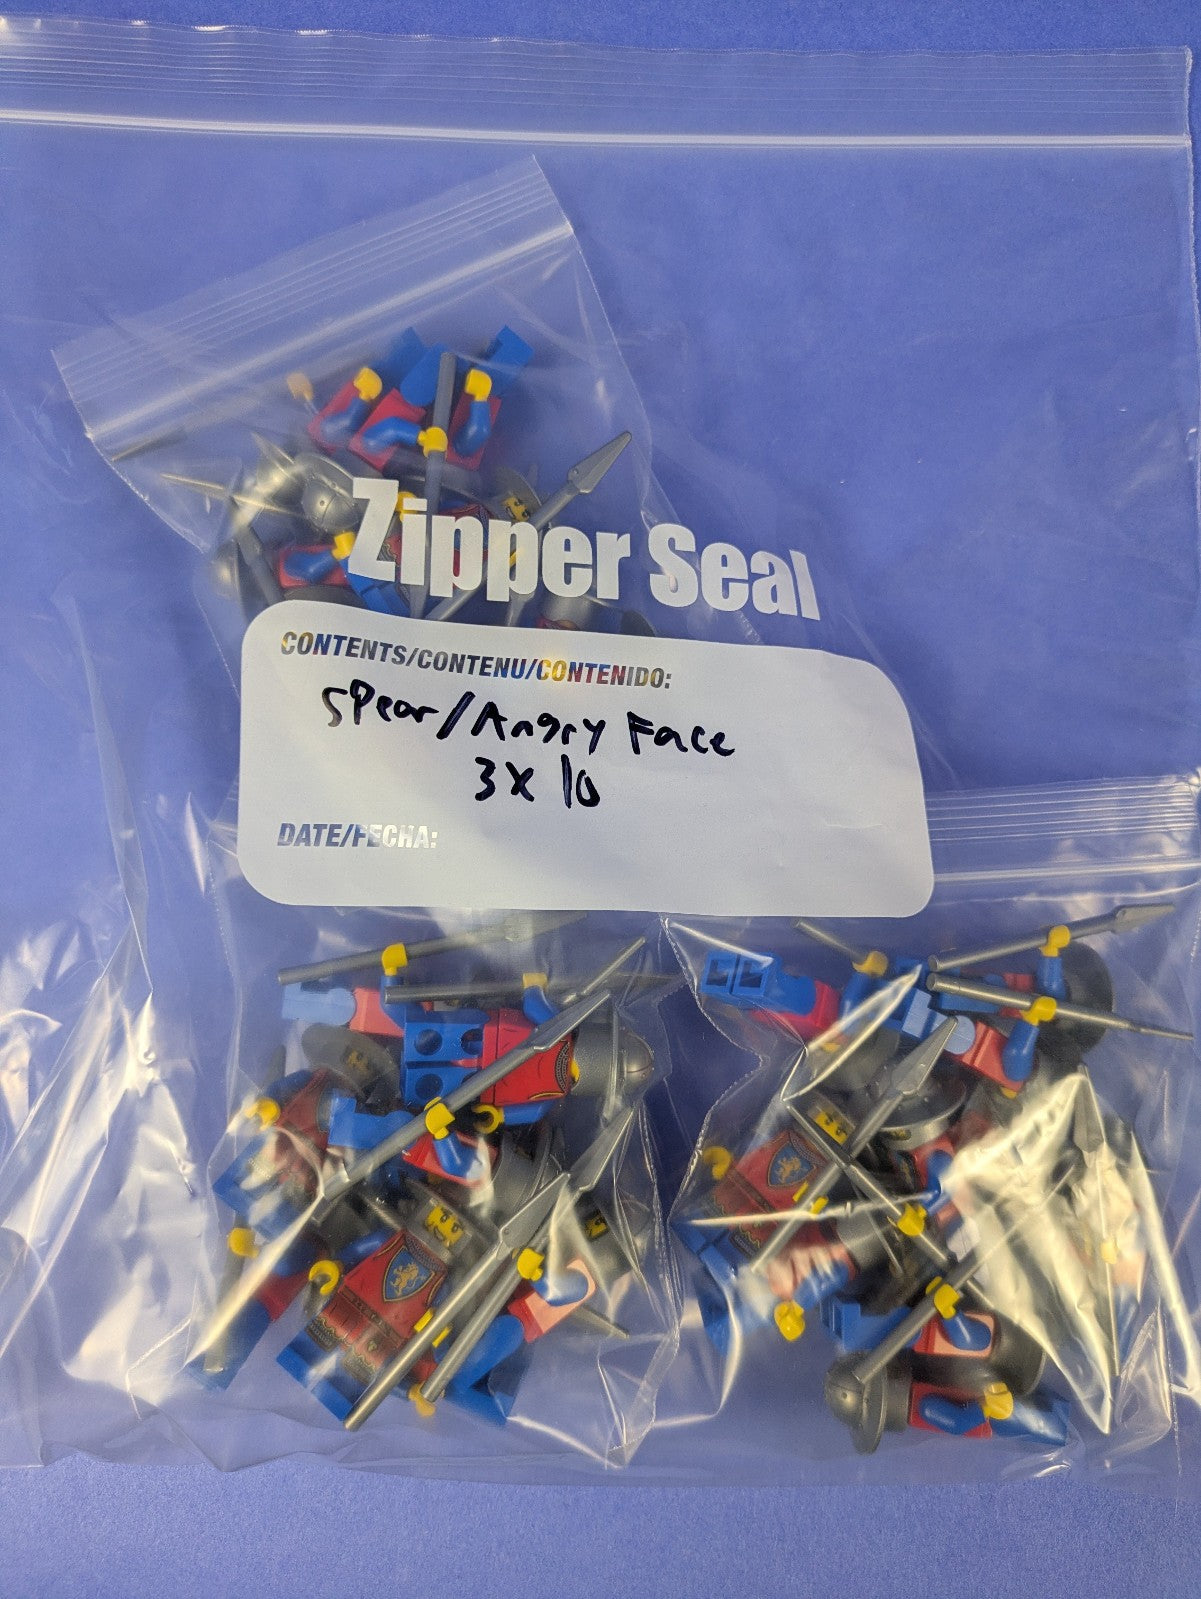 Zipper Seal
CONTENTS/CONTENU/CONTENIDO:
SPear/Angry Face
3x10
DATE/FECHA: